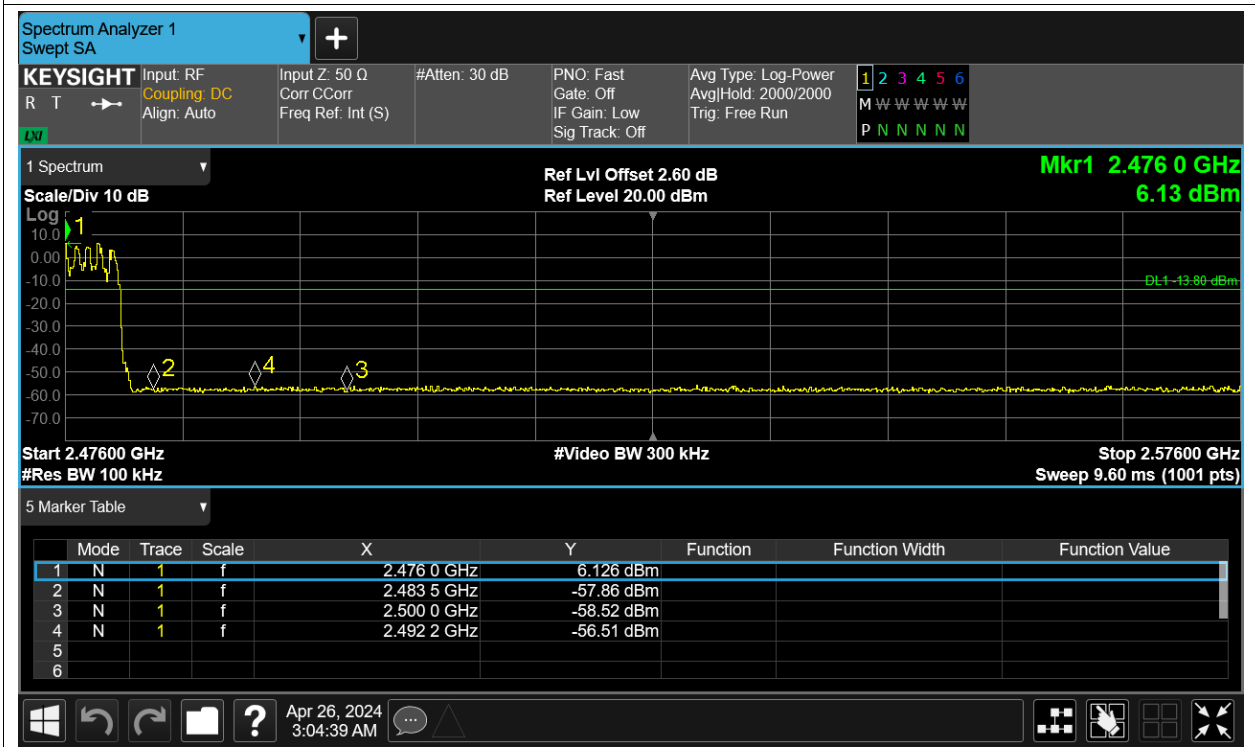 Spectrum Analyzer 1
Swept SA
KEYSIGHT Input: RF Input Z: 50 Ω #Atten: 30 dB PNO: Fast Avg Type: Log-Power 1 2 3 4 5 6
R T Coupling: DC Corr CCorr Gate: Off Avg|Hold: 2000/2000 M W W W W W
Align: Auto Freq Ref: Int (S) IF Gain: Low Trig: Free Run
LXI Sig Track: Off P N N N N N
1 Spectrum Ref Lvl Offset 2.60 dB Mkr1 2.476 0 GHz
Scale/Div 10 dB Ref Level 20.00 dBm 6.13 dBm
Log
1
10.0
0.00
-10.0 DL1 -13.80 dBm
-20.0
-30.0
-40.0
-50.0 2 4 3
-60.0
-70.0
Start 2.47600 GHz #Video BW 300 kHz Stop 2.57600 GHz
#Res BW 100 kHz Sweep 9.60 ms (1001 pts)
5 Marker Table
Mode Trace Scale X Y Function Function Width Function Value
1 N 1 f 2.476 0 GHz 6.126 dBm
2 N 1 f 2.483 5 GHz -57.86 dBm
3 N 1 f 2.500 0 GHz -58.52 dBm
4 N 1 f 2.492 2 GHz -56.51 dBm
5
6
? Apr 26, 2024
3:04:39 AM